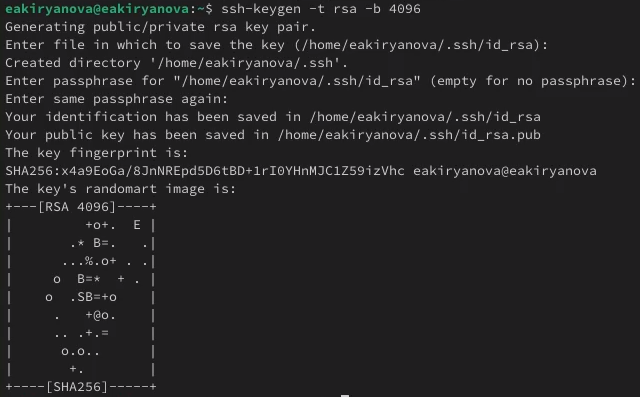 eakiryanova@eakiryanova:~$ ssh-keygen -t rsa -b 4096
Generating public/private rsa key pair.
Enter file in which to save the key (/home/eakiryanova/.ssh/id_rsa):
Created directory '/home/eakiryanova/.ssh'.
Enter passphrase for "/home/eakiryanova/.ssh/id_rsa" (empty for no passphrase):
Enter same passphrase again:
Your identification has been saved in /home/eakiryanova/.ssh/id_rsa
Your public key has been saved in /home/eakiryanova/.ssh/id_rsa.pub
The key fingerprint is:
SHA256:x4a9EoGa/8JnNREpd5D6tBD+1rI0YHnMJC1Z59izVhc eakiryanova@eakiryanova
The key's randomart image is:
+---[RSA 4096]----+
|         +o+.  E |
|       .* B=.   .|
|      ...%.o+ . .|
|     o  B=*  + . |
|    o  .SB=+o    |
|     .   +@o.    |
|     .. .+.=     |
|      o.o..      |
|       +.        |
+----[SHA256]-----+